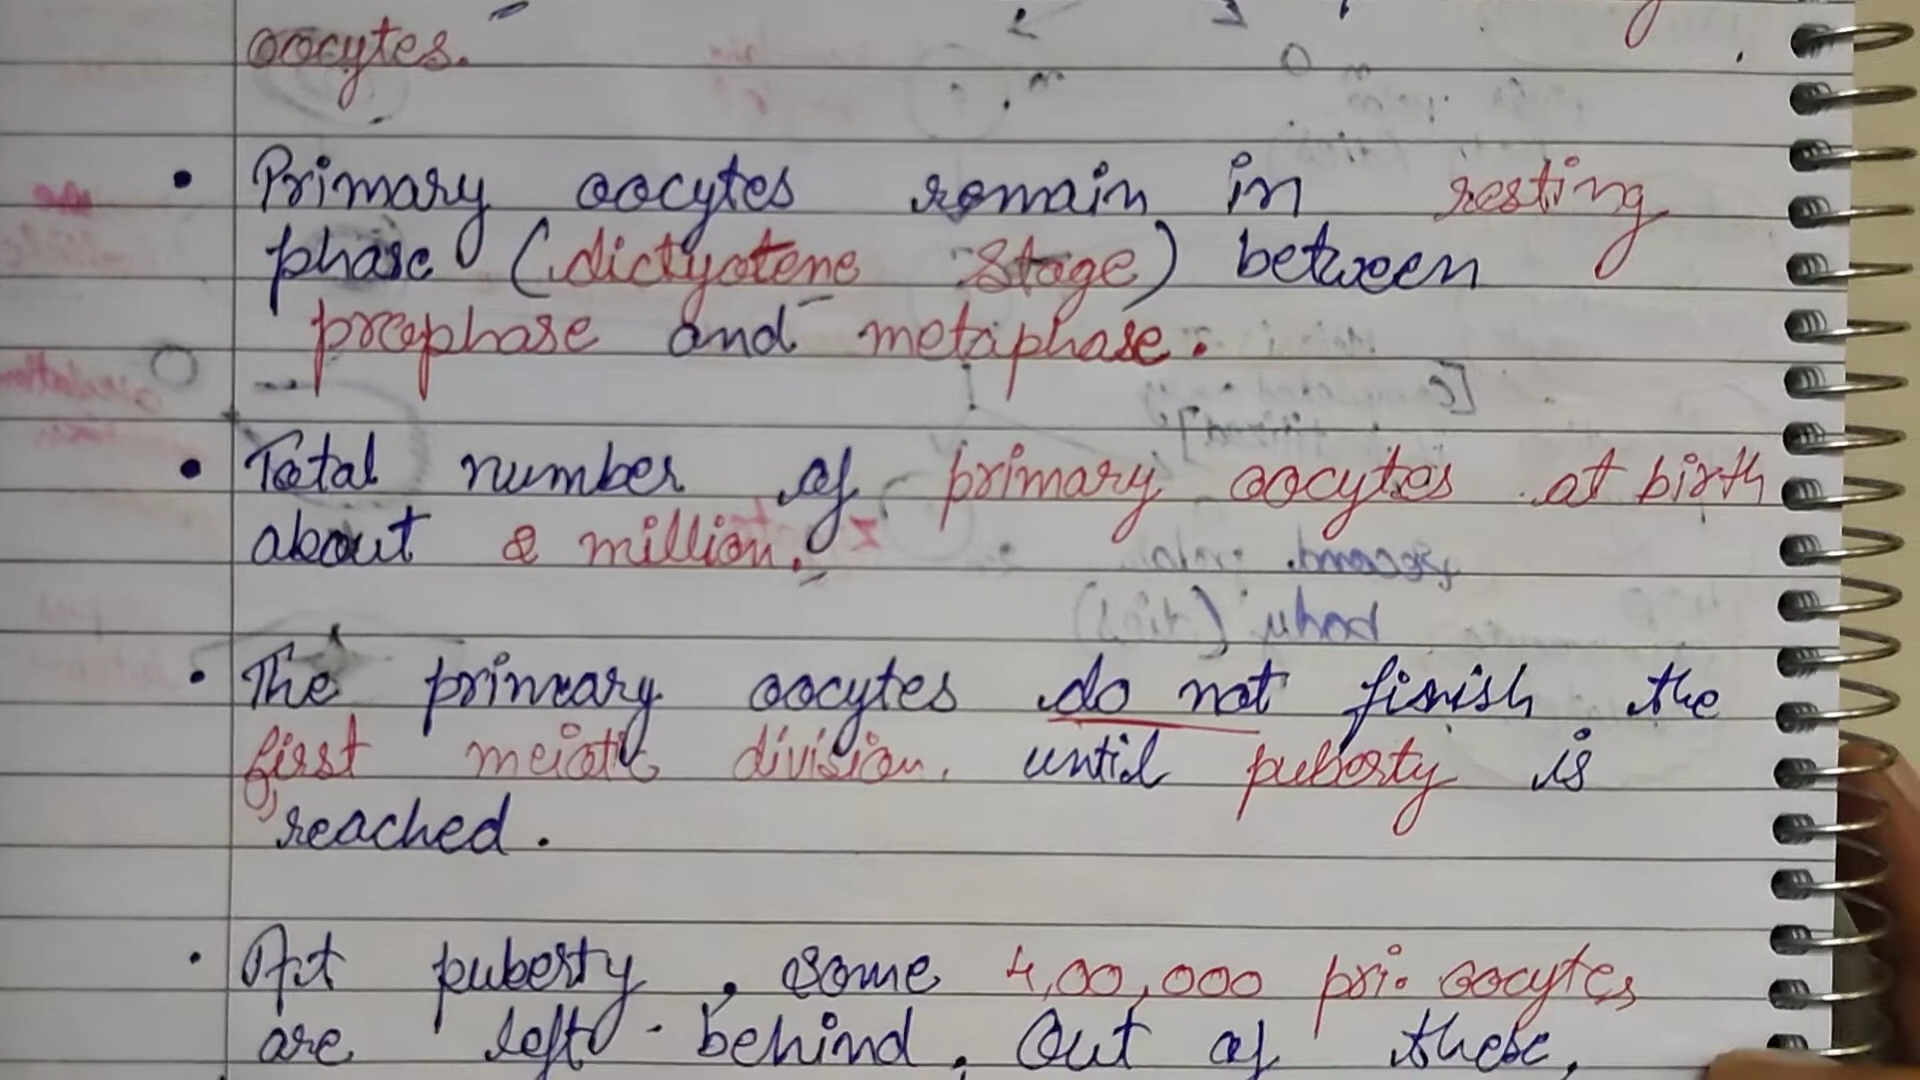 oocytes.
• Primary oocytes remain in resting
phase (dictyotene stage) between
prophase and metaphase.
• Total number of primary oocytes at birth
about 2 million.
• The primary oocytes do not finish the
first meiotic division, until puberty is
reached.
• At puberty, some 4,00,000 pri. oocytes
are left behind. Out of these,